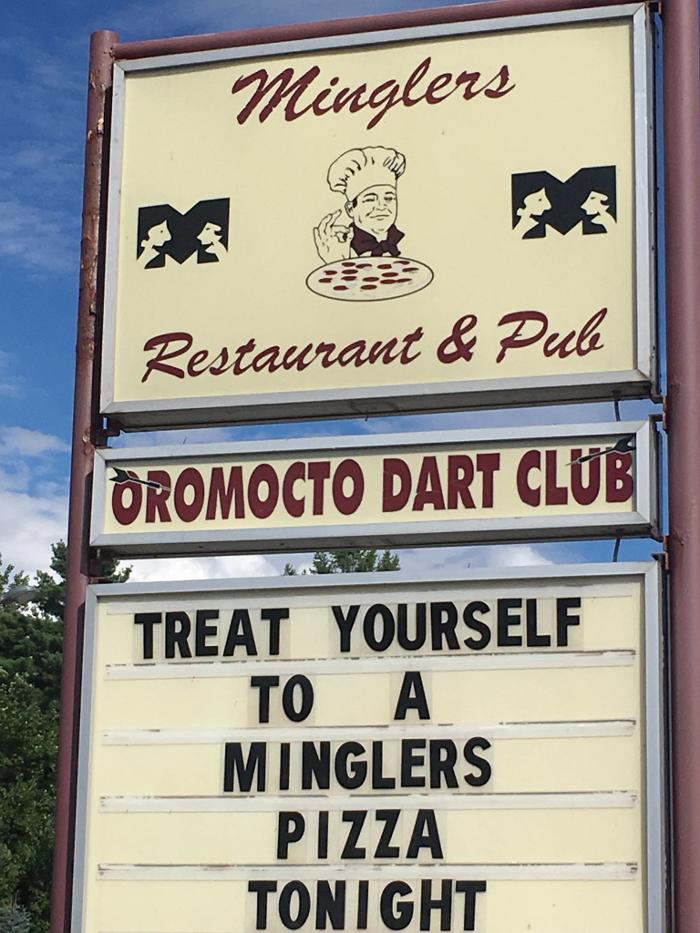 Minglers
M M
Restaurant & Pub
OROMOCTO DART CLUB
TREAT YOURSELF
TO A
MINGLERS
PIZZA
TONIGHT